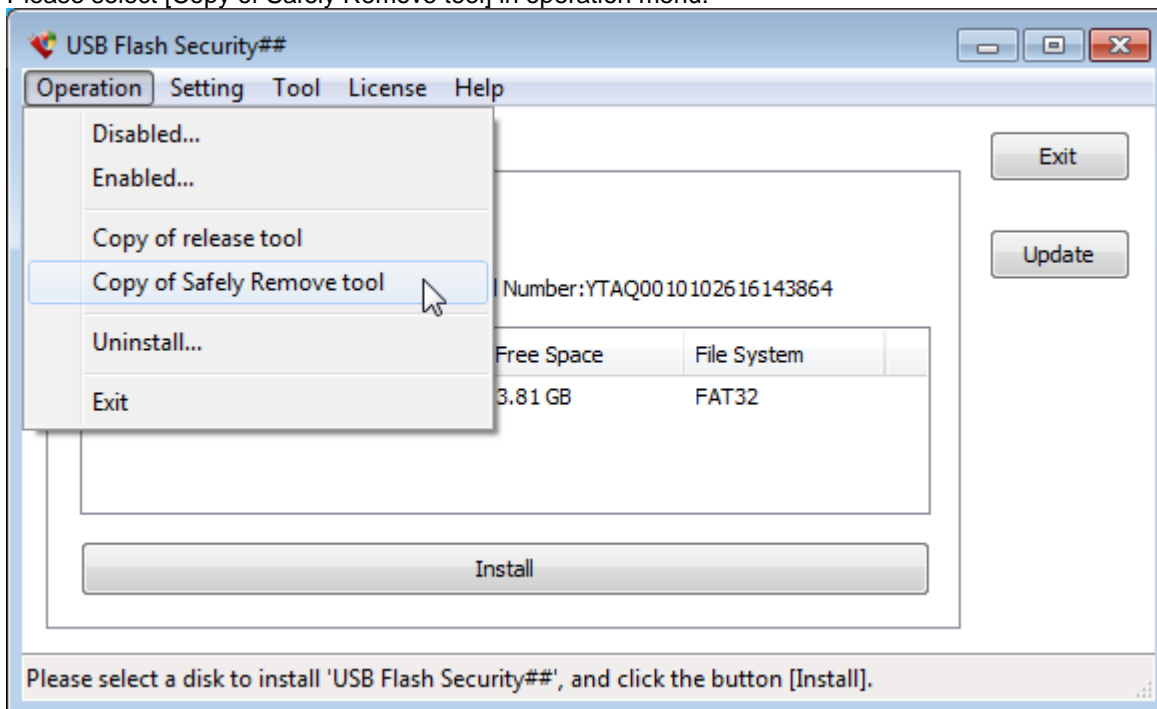 Please select [Copy of Safely Remove tool] in operation menu.
USB Flash Security##
Operation Setting Tool License Help
Disabled...
Enabled...
Copy of release tool
Copy of Safely Remove tool
Uninstall...
Exit
Exit
Update
Number:YTAQ0010102616143864
Free Space File System
3.81 GB FAT32
Install
Please select a disk to install 'USB Flash Security##', and click the button [Install].